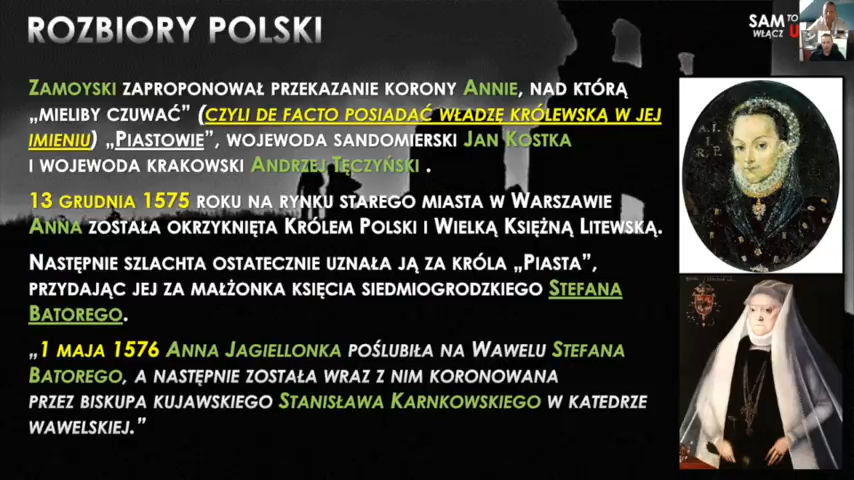 ROZBIORY POLSKI
SAM TO
WŁĄCZ U
ZAMOYSKI ZAPROPONOWAŁ PRZEKAZANIE KORONY ANNIE, NAD KTÓRĄ
„MIELIBY CZUWAĆ” (CZYLI DE FACTO POSIADAĆ WŁADZĘ KRÓLEWSKA W JEJ
IMIENIU) „PIASTOWIE”, WOJEWODA SANDOMIERSKI JAN KOSTKA
I WOJEWODA KRAKOWSKI ANDRZEJ TĘCZYŃSKI .
13 GRUDNIA 1575 ROKU NA RYNKU STAREGO MIASTA W WARSZAWIE
ANNA ZOSTAŁA OKRZYKNIĘTA KRÓLEM POLSKI I WIELKĄ KSIĘŻNĄ LITEWSKĄ.
NASTĘPNIE SZLACHTA OSTATECZNIE UZNAŁA JĄ ZA KRÓLA „PIASTA”,
PRZYDAJĄC JEJ ZA MAŁŻONKA KSIĘCIA SIEDMIOGRODZKIEGO STEFANA
BATOREGO.
„1 MAJA 1576 ANNA JAGIELLONKA POŚLUBIŁA NA WAWELU STEFANA
BATOREGO, A NASTĘPNIE ZOSTAŁA WRAZ Z NIM KORONOWANA
PRZEZ BISKUPA KUJAWSKIEGO STANISŁAWA KARNKOWSKIEGO W KATEDRZE
WAWELSKIEJ.”